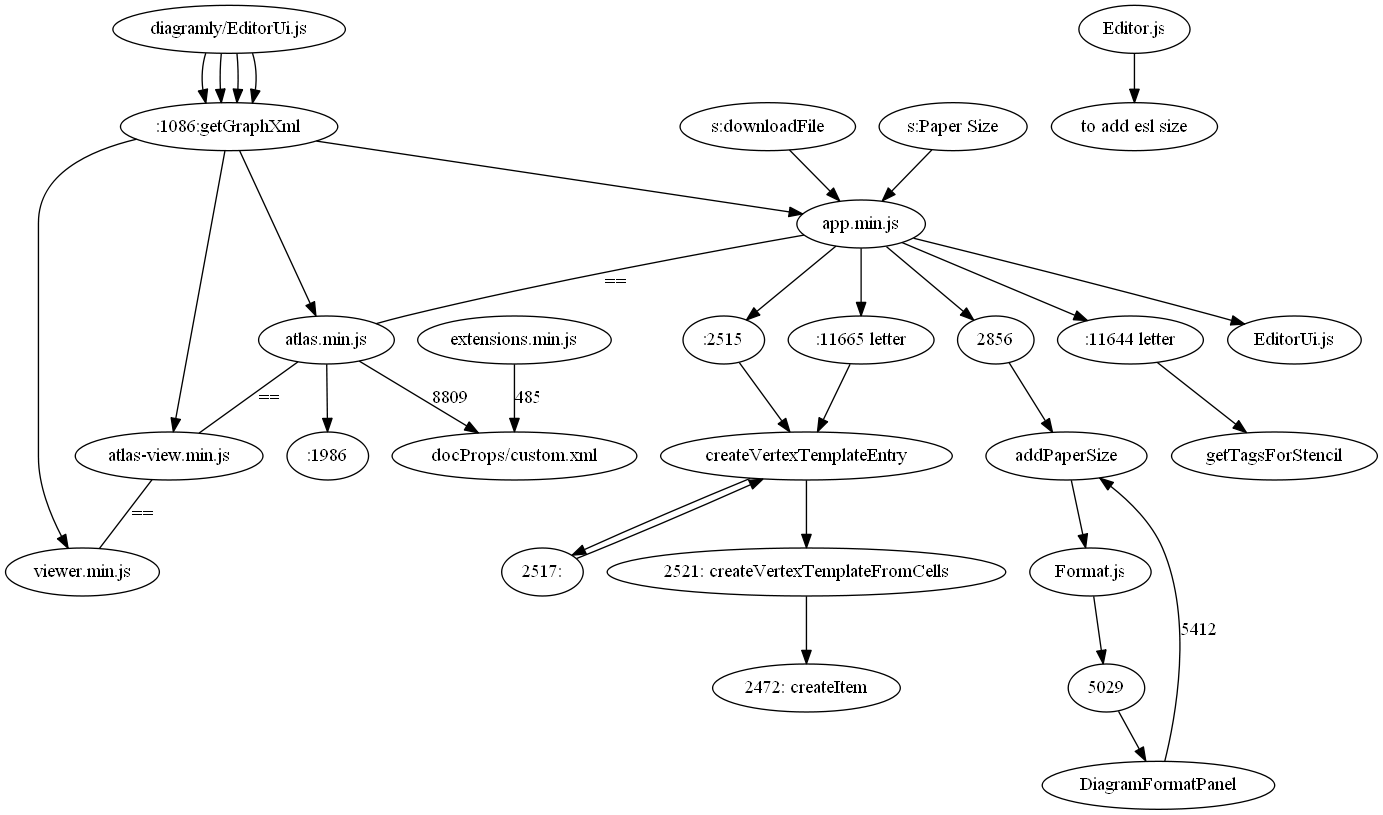 diagramly/EditorUi.js
Editor.js
:1086:getGraphXml
s:downloadFile
s:Paper Size
to add esl size
app.min.js
==
atlas.min.js
extensions.min.js
:2515
:11665 letter
2856
:11644 letter
EditorUi.js
==
8809
485
atlas-view.min.js
:1986
docProps/custom.xml
createVertexTemplateEntry
addPaperSize
getTagsForStencil
==
viewer.min.js
2517:
2521: createVertexTemplateFromCells
Format.js
5412
2472: createItem
5029
DiagramFormatPanel